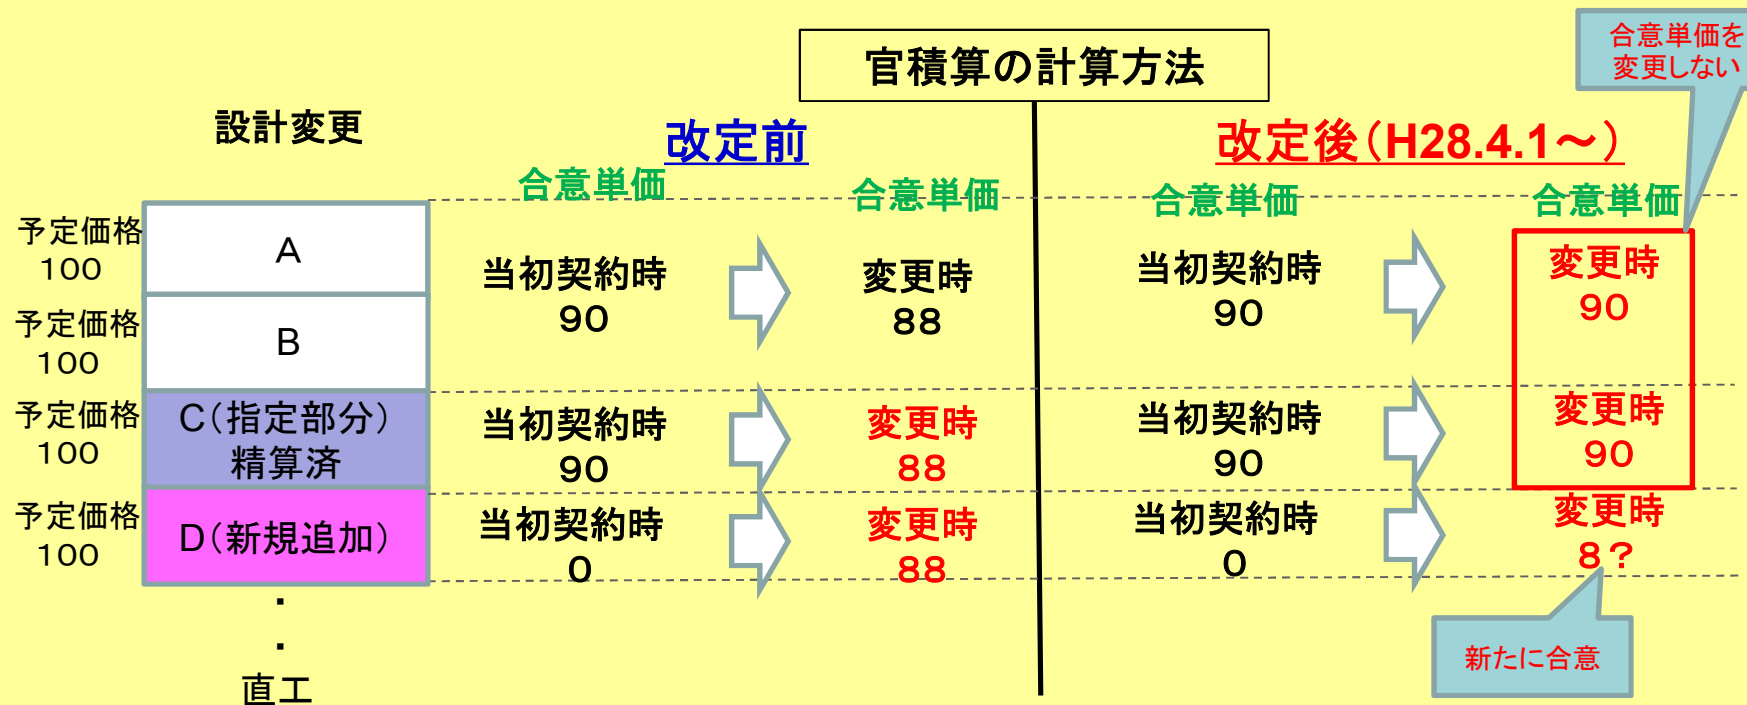 官積算の計算方法
合意単価を
変更しない
設計変更
改定前
改定後(H28.4.1～)
合意単価
合意単価
合意単価
合意単価
予定価格
100
A
当初契約時
90
変更時
88
当初契約時
90
変更時
90
予定価格
100
B
予定価格
100
C(指定部分)
精算済
当初契約時
90
変更時
88
当初契約時
90
変更時
90
予定価格
100
D(新規追加)
当初契約時
0
変更時
88
当初契約時
0
変更時
8？
新たに合意
・
・
直工